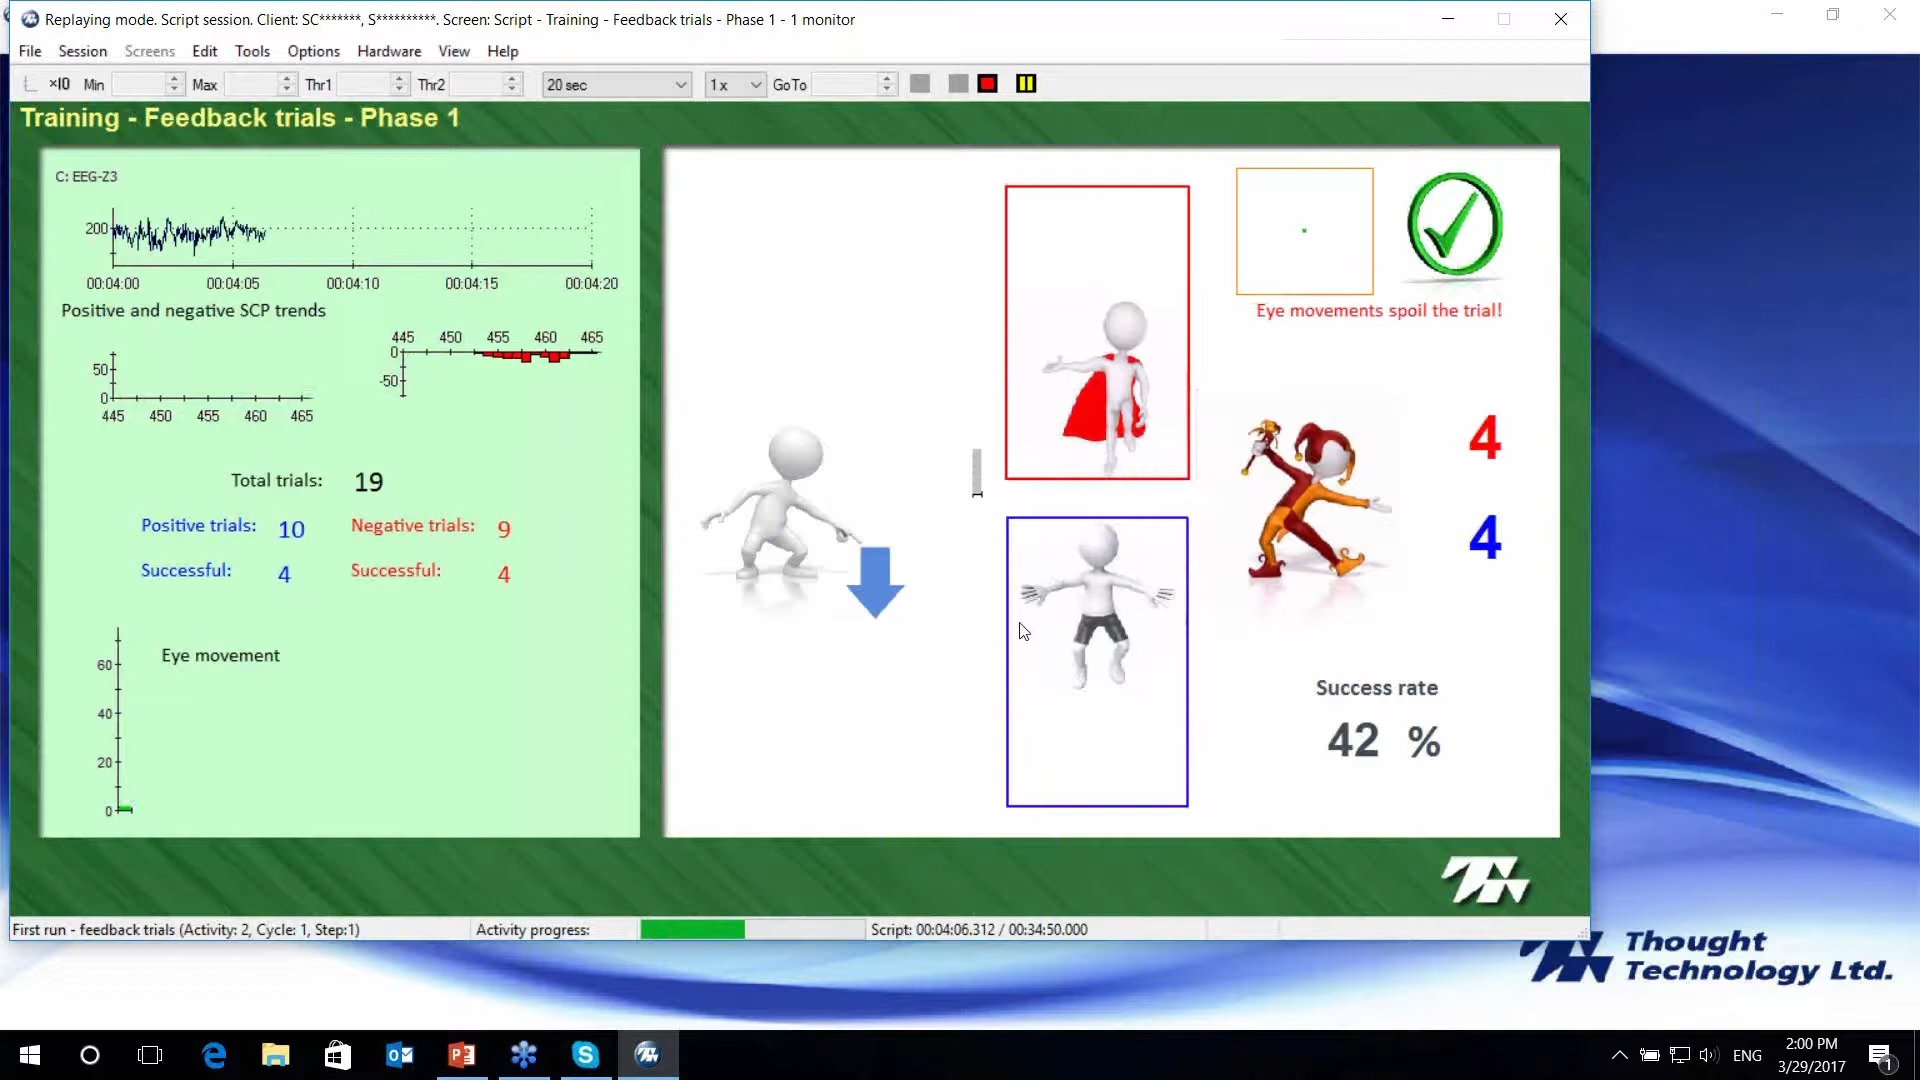 Replaying mode. Script session. Client: SC*******, S**********. Screen: Script - Training - Feedback trials - Phase 1 - 1 monitor
File Session Screens Edit Tools Options Hardware View Help
×10 Min Max Thr1 Thr2 20 sec 1 x GoTo
Training - Feedback trials - Phase 1
C: EEG-Z3
200
00:04:00 00:04:05 00:04:10 00:04:15 00:04:20
Positive and negative SCP trends
445 450 455 460 465
0
-50
50
0
445 450 455 460 465
Total trials: 19
Positive trials: 10 Negative trials: 9
Successful: 4 Successful: 4
Eye movement
60
40
20
0
Eye movements spoil the trial!
4
4
Success rate
42 %
First run - feedback trials (Activity: 2, Cycle: 1, Step:1) Activity progress: Script: 00:04:06.312 / 00:34:50.000
Thought
Technology Ltd.
ENG
2:00 PM
3/29/2017
1